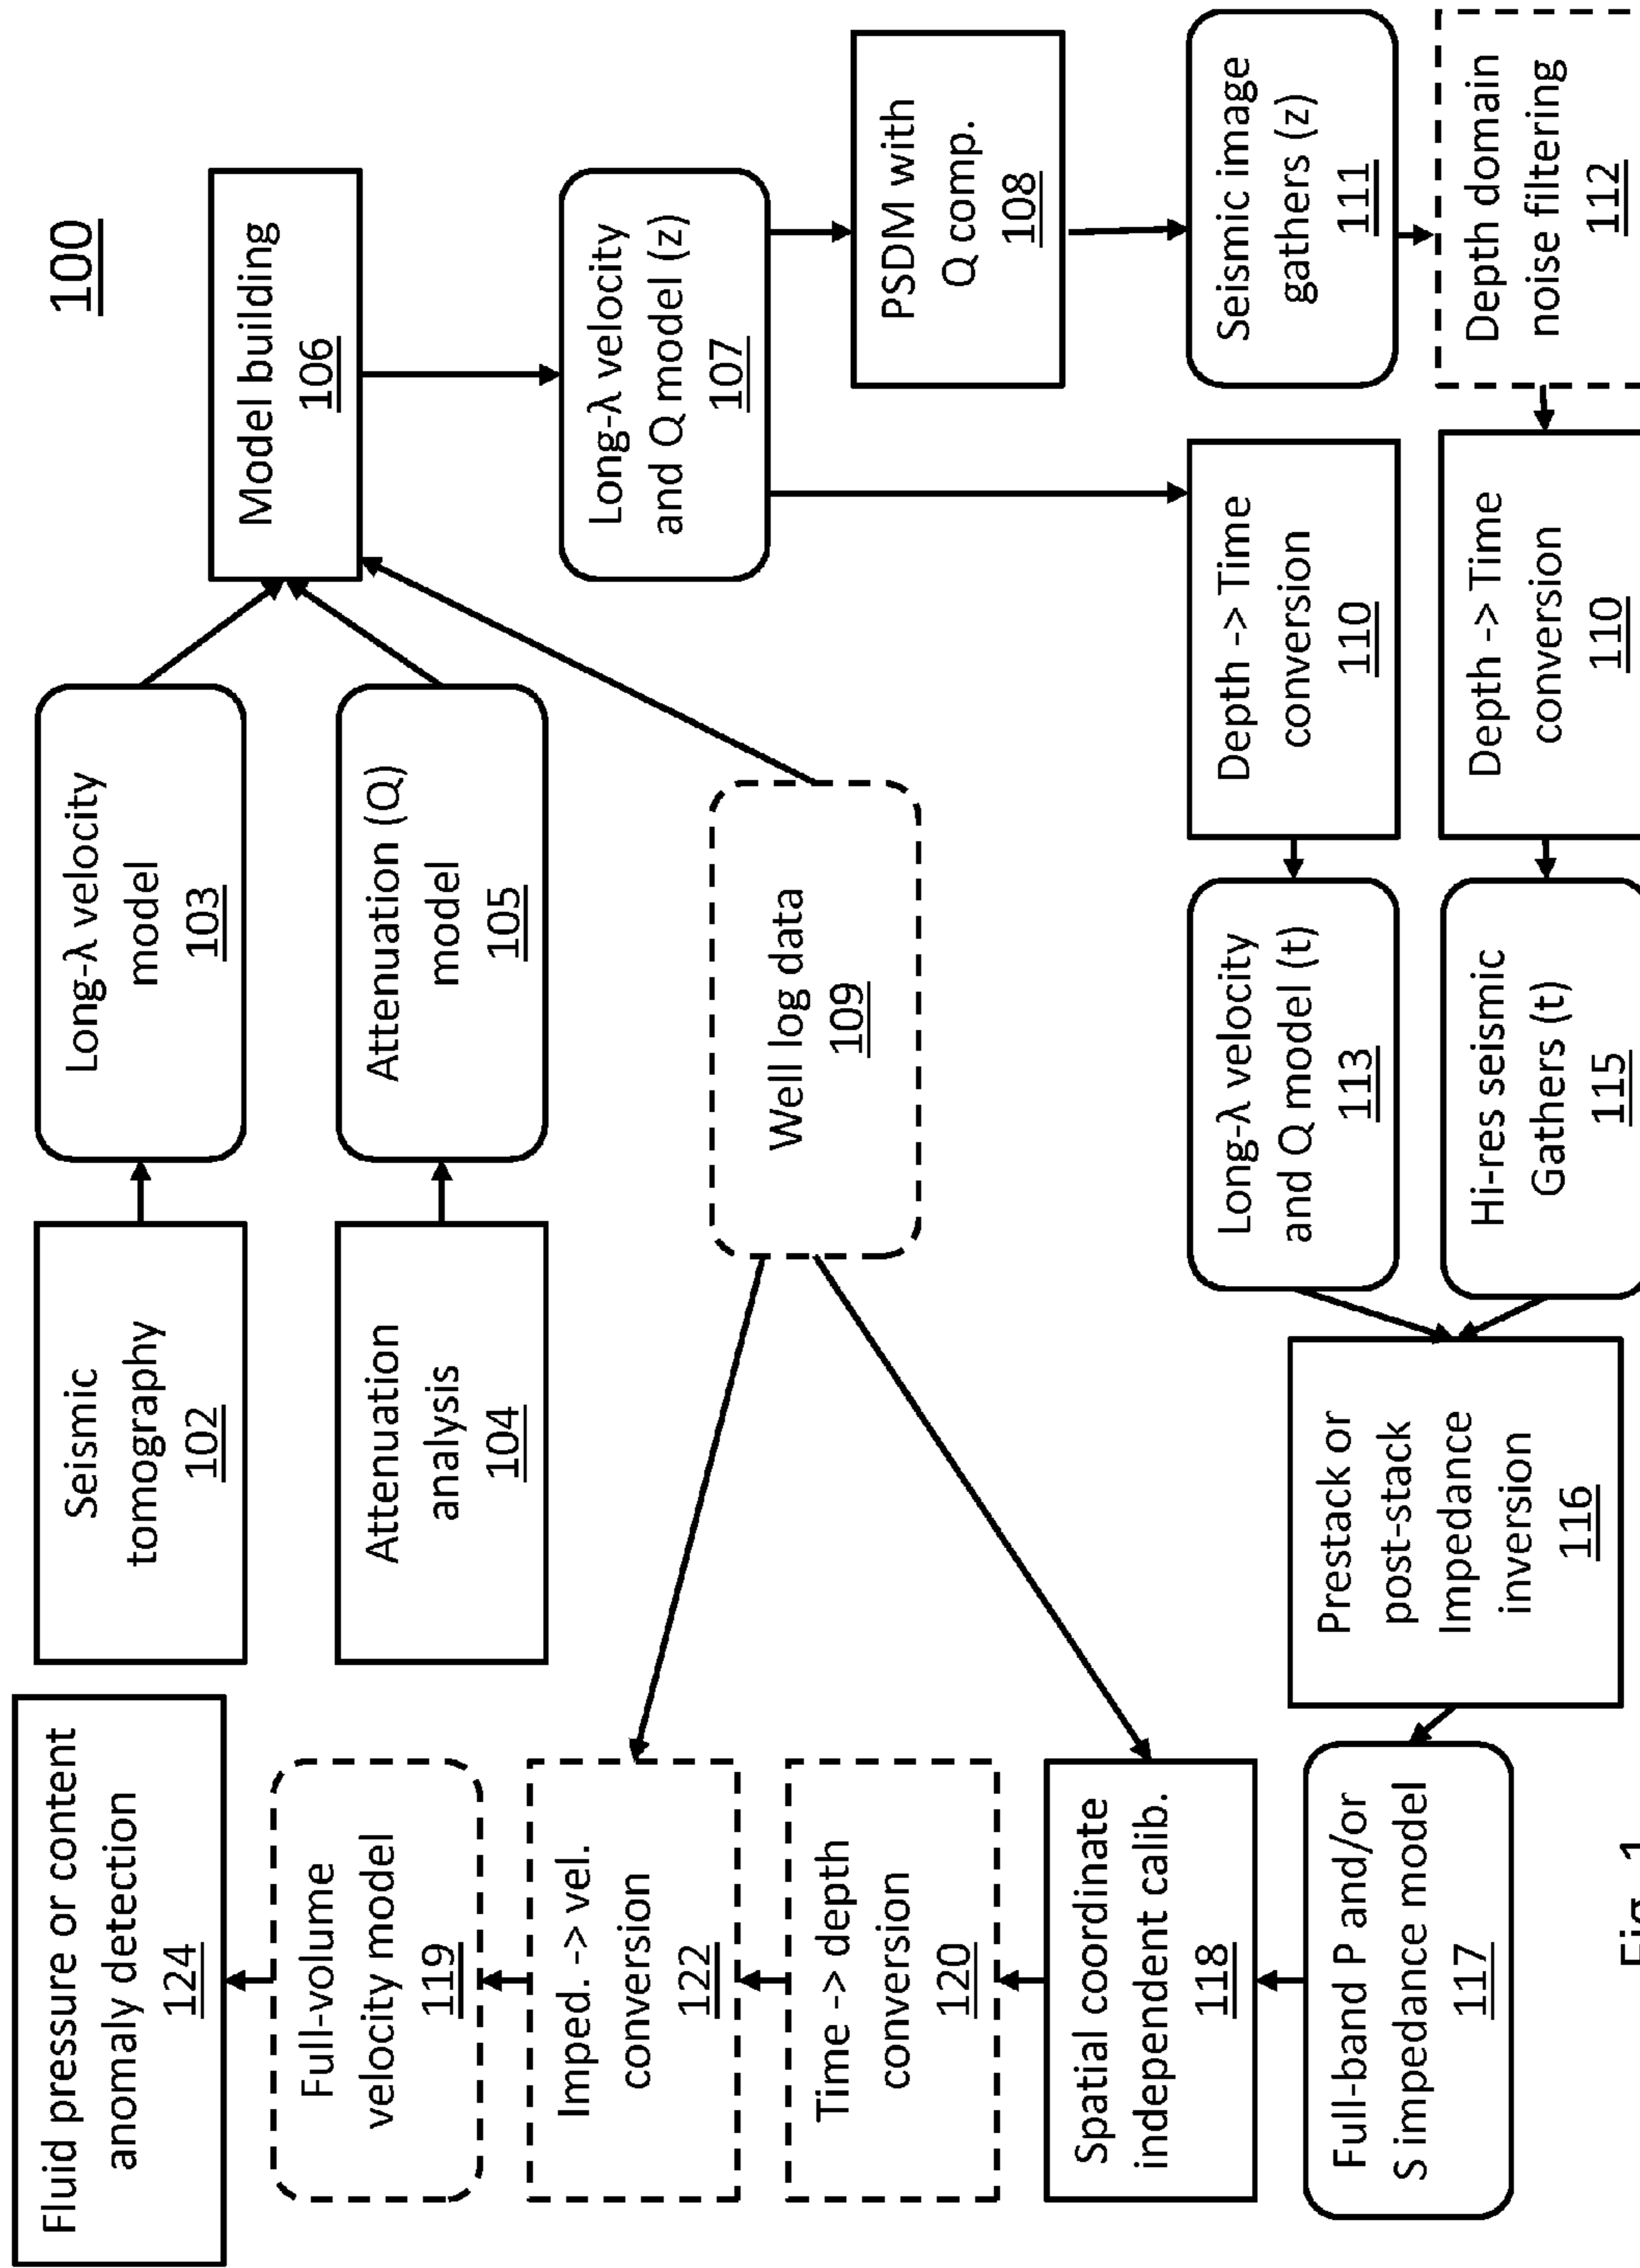 100
Seismic
tomography
102
Long-λ velocity
model
103
Model building
106
Attenuation
analysis
104
Attenuation (Q)
model
105
Well log data
109
Long-λ velocity
and Q model (z)
107
PSDM with
Q comp.
108
Seismic image
gathers (z)
111
Depth domain
noise filtering
112
Depth -> Time
conversion
110
Depth -> Time
conversion
110
Long-λ velocity
and Q model (t)
113
Hi-res seismic
Gathers (t)
115
Prestack or
post-stack
Impedance
inversion
116
Full-band P and/or
S impedance model
117
Spatial coordinate
independent calib.
118
Time -> depth
conversion
120
Imped. -> vel.
conversion
122
Full-volume
velocity model
119
Fluid pressure or content
anomaly detection
124
Fig. 1